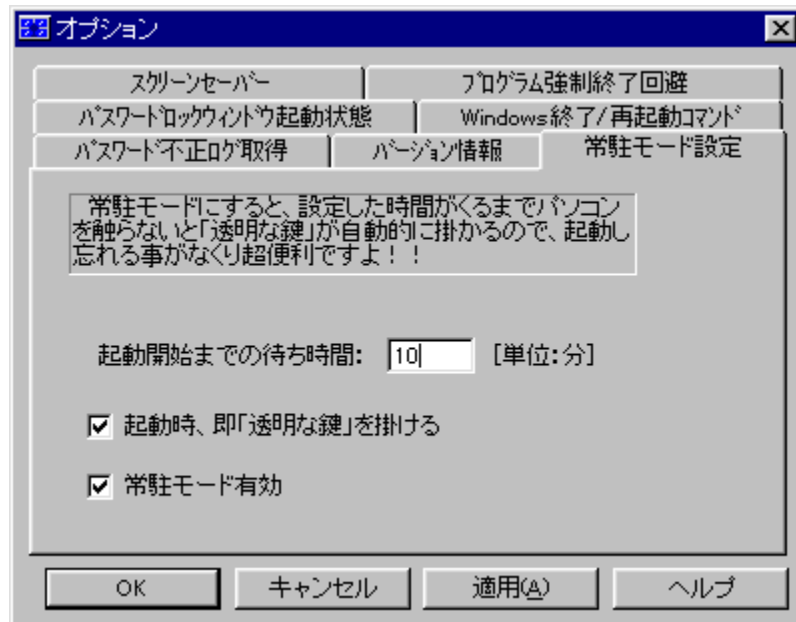 オプション
スクリーンセーバー
プログラム強制終了回避
パスワードロックウィンドウ起動状態
Windows終了/再起動コマンド
パスワード不正ログ取得
バージョン情報
常駐モード設定
常駐モードにすると、設定した時間がくるまでパソコン
を触らないと「透明な鍵」が自動的に掛かるので、起動し
忘れる事がなくり超便利ですよ！！
起動開始までの待ち時間: 10 [単位:分]
起動時、即「透明な鍵」を掛ける
常駐モード有効
OK キャンセル 適用(A) ヘルプ